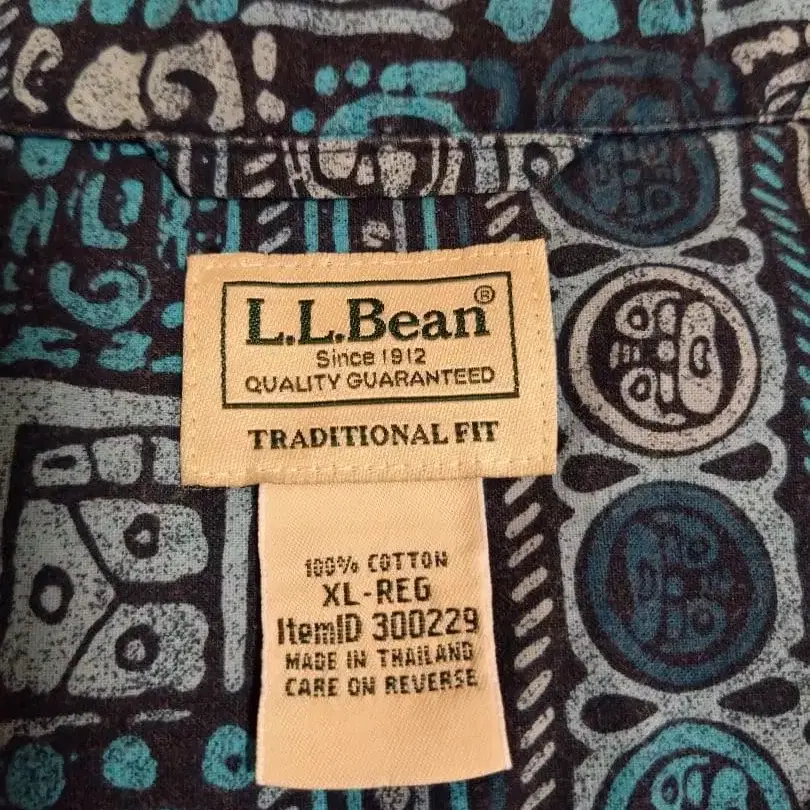 L.L.Bean®
Since 1912
QUALITY GUARANTEED
TRADITIONAL FIT
100% COTTON
XL-REG
ItemID 300229
MADE IN THAILAND
CARE ON REVERSE